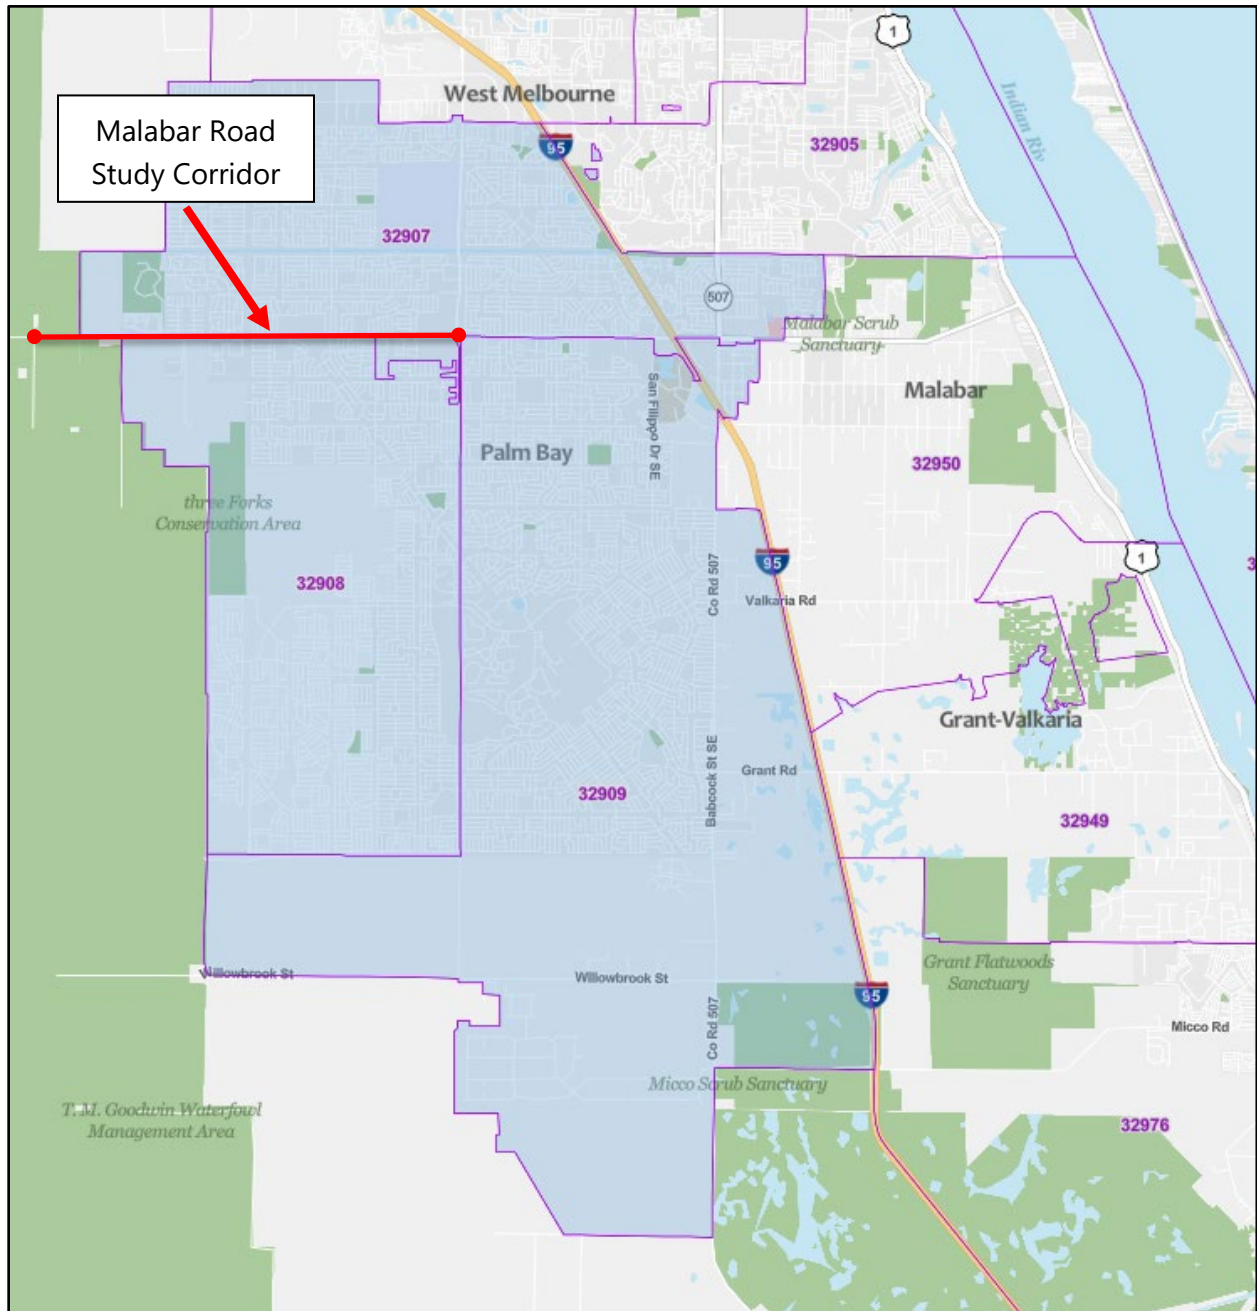 1
West Melbourne
Indian Riv
Malabar Road
Study Corridor
95
32905
32907
507
Malabar Scrub
Sanctuary
San Filippo Dr SE
Malabar
Palm Bay
32950
three Forks
Conservation Area
95
1
3
32908
Co Rd 507
Valkaria Rd
Grant-Valkaria
Babcock St SE
Grant Rd
32909
32949
Willowbrook St
Willowbrook St
Grant Flatwoods
Sanctuary
95
Co Rd 507
Micco Rd
Micco Scrub Sanctuary
T. M. Goodwin Waterfowl
Management Area
32976